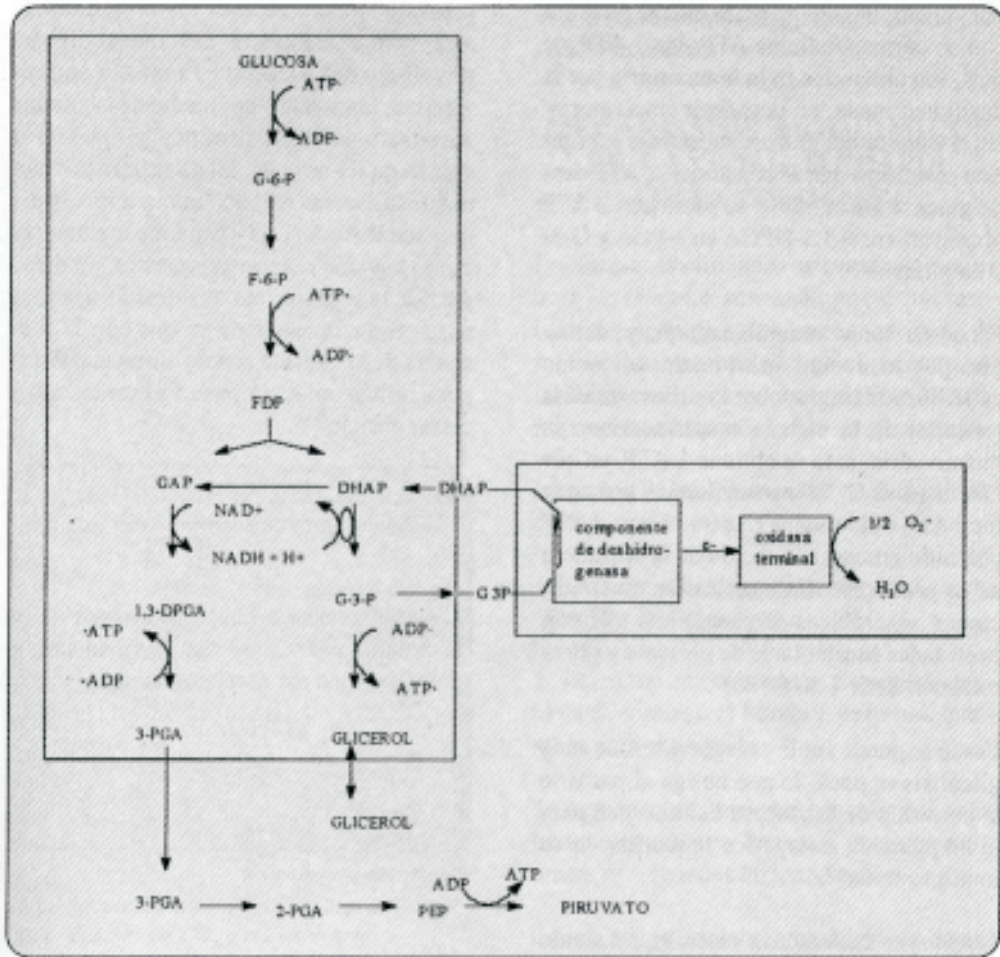 GLUCOSA
ATP-
ADP-
G-6-P
F-6-P
ATP-
ADP-
FDP
GAP
DHAP
DHAP
NAD+
NADH + H+
componente
de deshidro-
genasa
e-
oxidasa
terminal
1/2 O2
H2O
G-3-P
G3P
1,3-DPGA
-ATP
-ADP
ADP-
ATP-
3-PGA
GLICEROL
GLICEROL
ADP
ATP
3-PGA
2-PGA
PEP
PIRUVATO